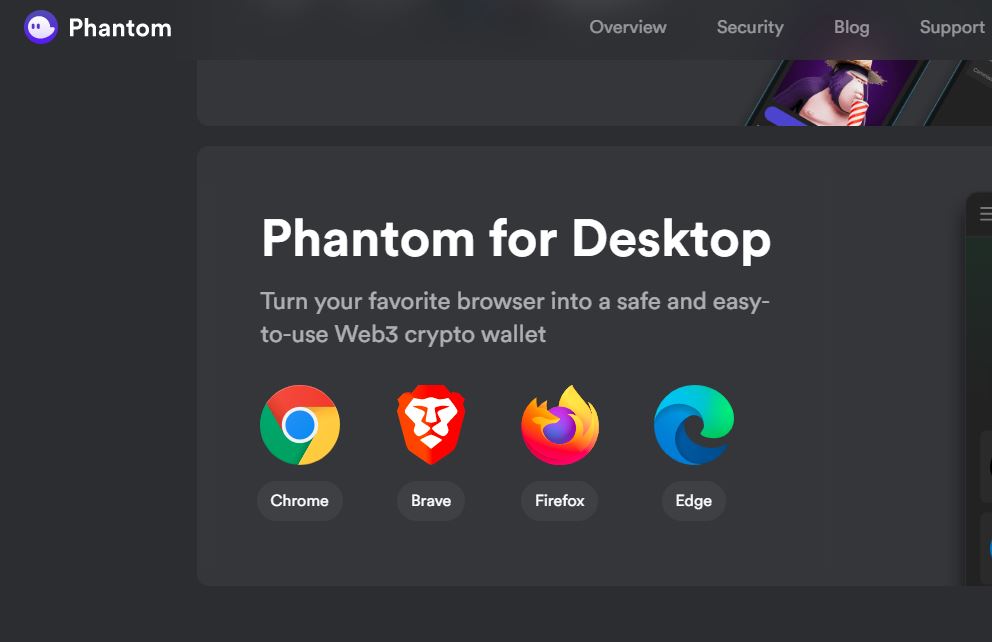 Phantom
Overview
Security
Blog
Support
Phantom for Desktop
Turn your favorite browser into a safe and easy-
to-use Web3 crypto wallet
Chrome
Brave
Firefox
Edge